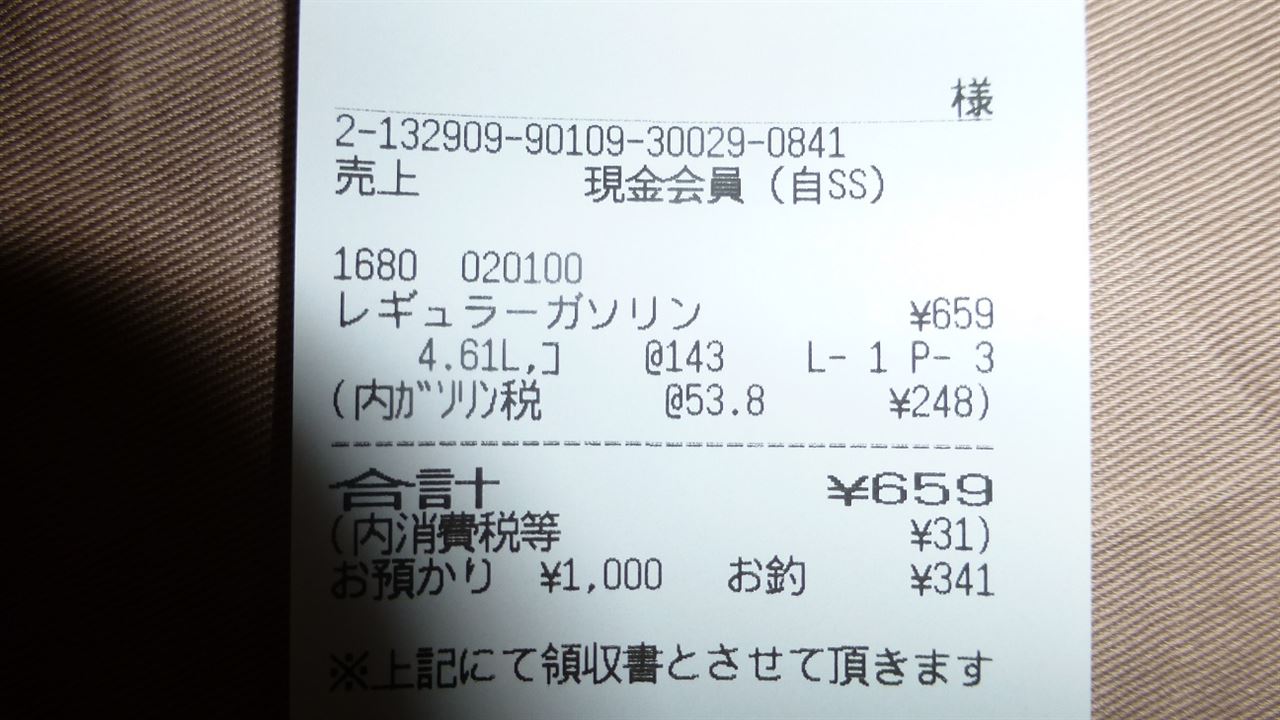 様
2-132909-90109-30029-0841
売上 現金会員（自SS）
1680 020100
レギュラーガソリン ¥659
4.61L,コ @143 L- 1 P- 3
(内ｶﾞｿﾘﾝ税 @53.8 ¥248)
合計 ¥659
(内消費税等 ¥31)
お預かり ¥1,000 お釣 ¥341
※上記にて領収書とさせて頂きます